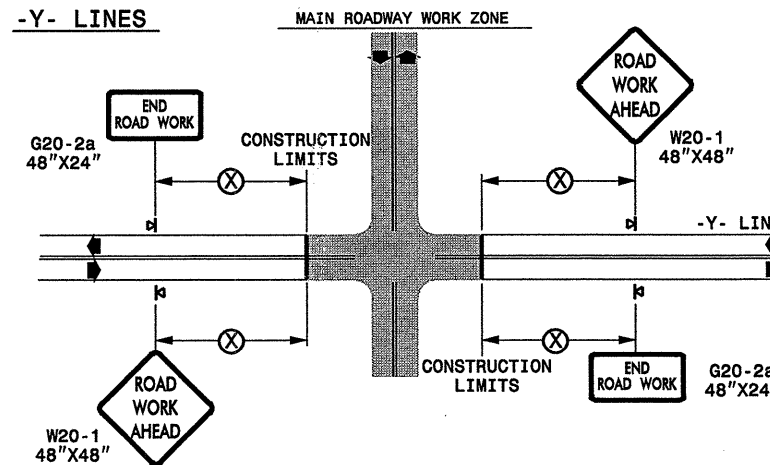 -Y- LINES
MAIN ROADWAY WORK ZONE
END
ROAD WORK
G20-2a
48"X24"
CONSTRUCTION
LIMITS
X
ROAD
WORK
AHEAD
W20-1
48"X48"
X
-Y- LIN
X
ROAD
WORK
AHEAD
W20-1
48"X48"
X
CONSTRUCTION
LIMITS
END
ROAD WORK
G20-2a
48"X24